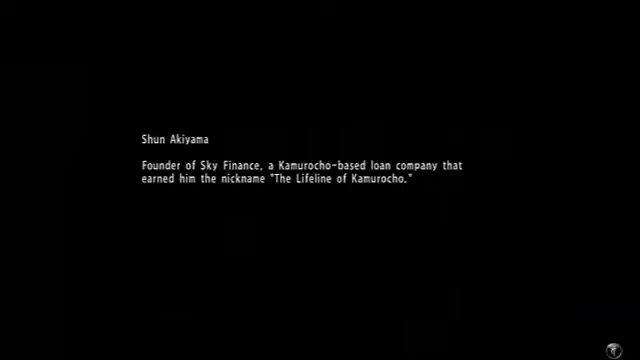 Shun Akiyama
Founder of Sky Finance, a Kamurocho-based loan company that
earned him the nickname "The Lifeline of Kamurocho."